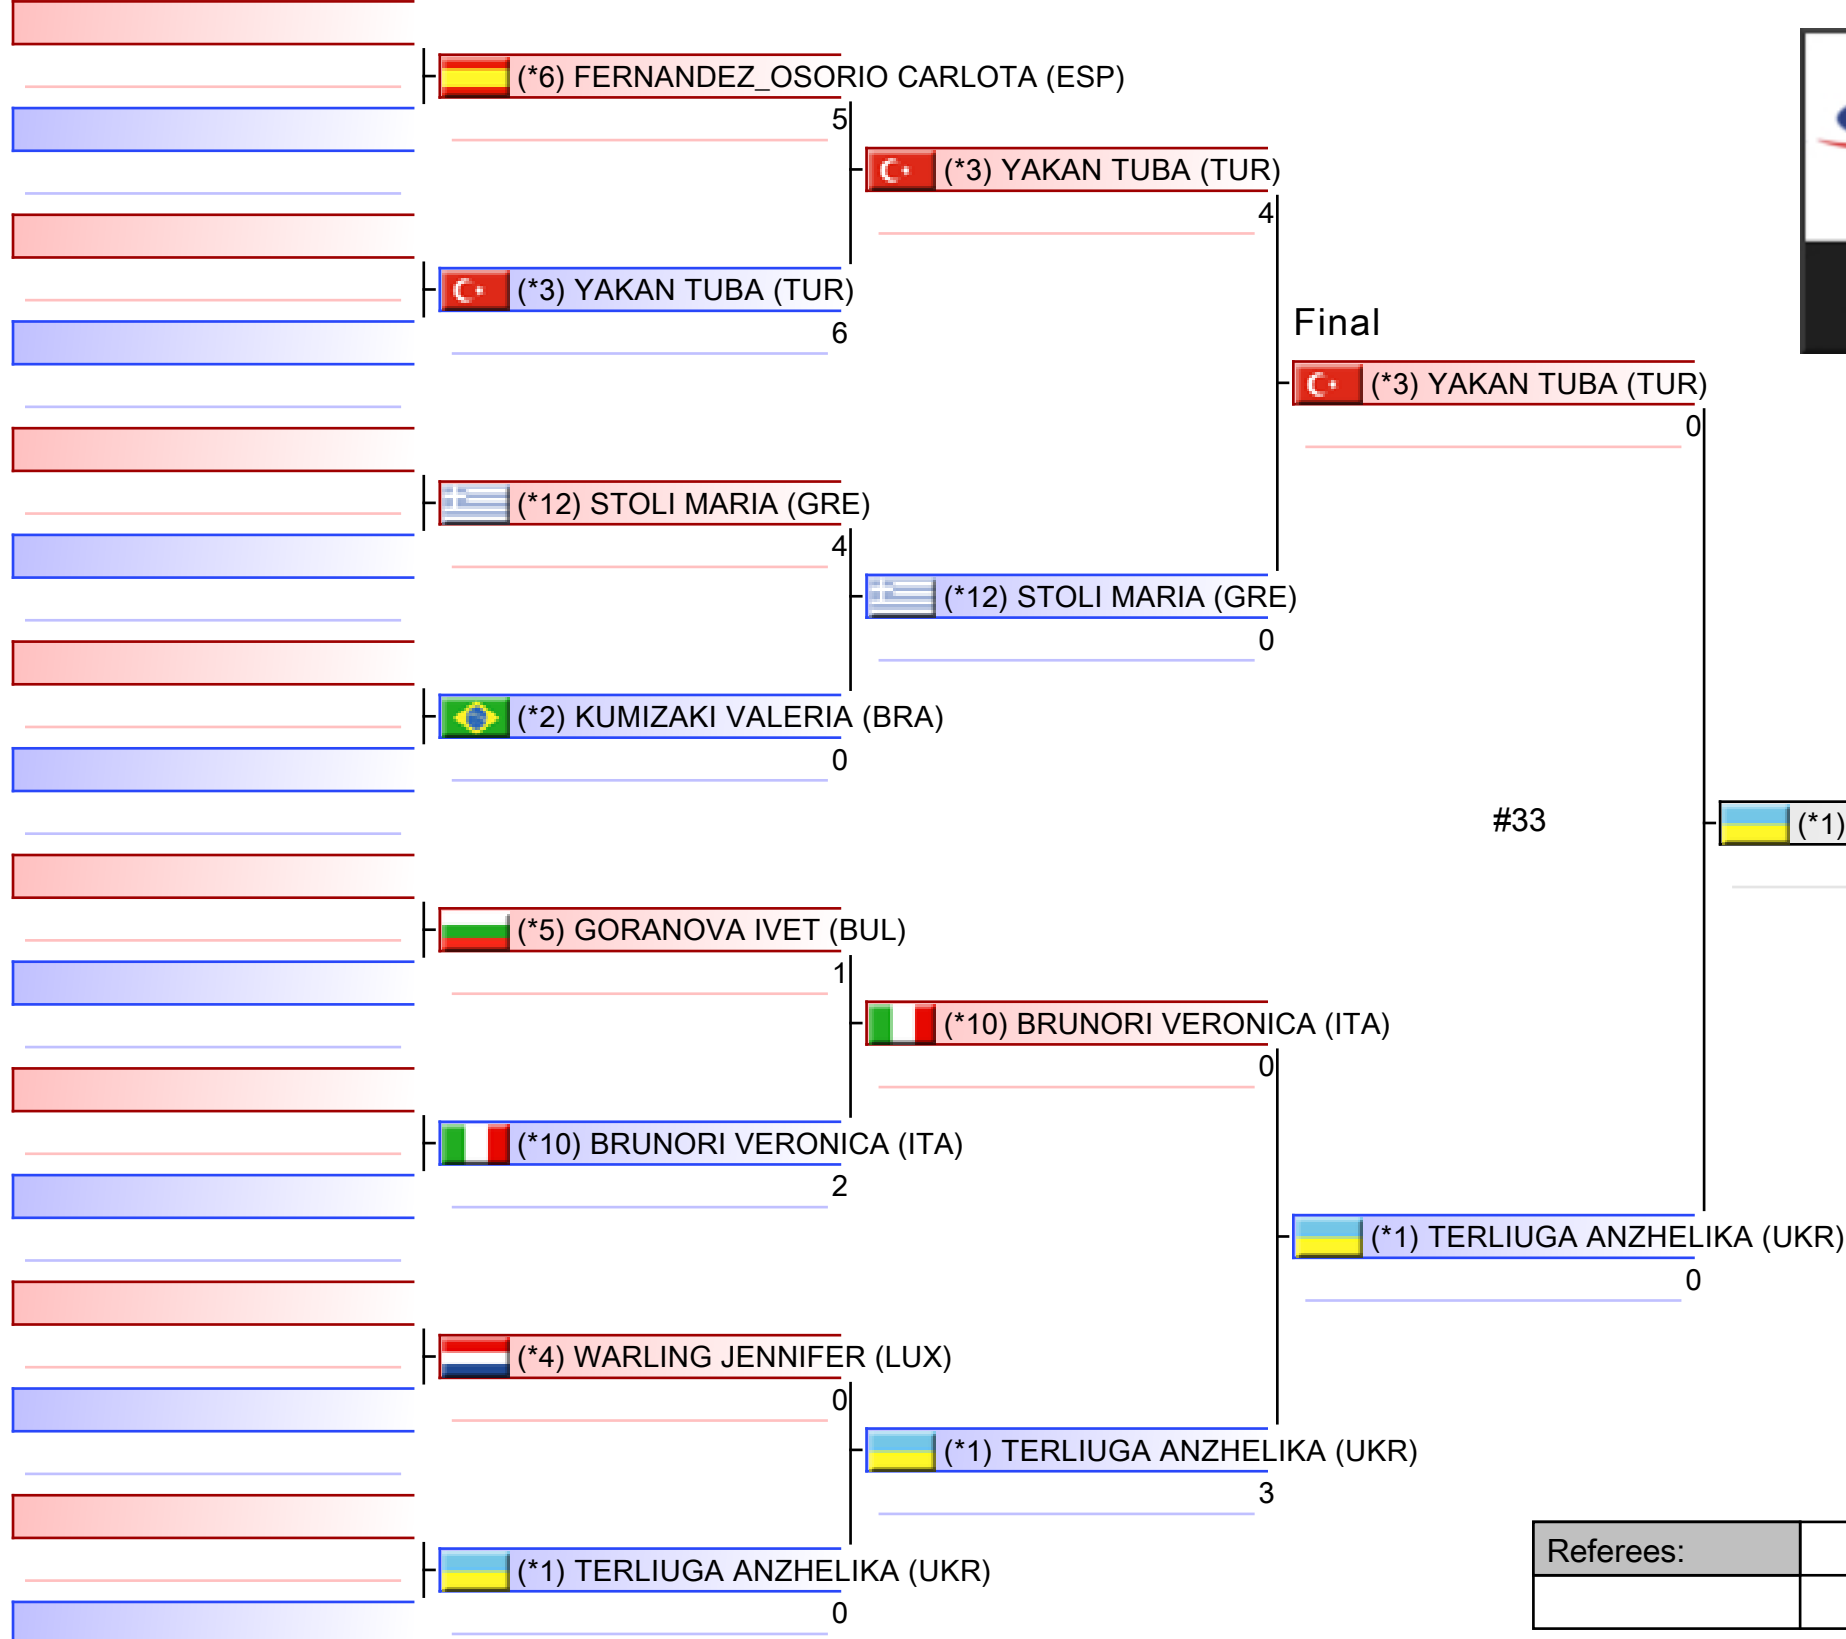 (*6) FERNANDEZ_OSORIO CARLOTA (ESP)
5
(*3) YAKAN TUBA (TUR)
4
(*3) YAKAN TUBA (TUR)
6
Final
(*3) YAKAN TUBA (TUR)
0
(*12) STOLI MARIA (GRE)
4
(*12) STOLI MARIA (GRE)
0
(*2) KUMIZAKI VALERIA (BRA)
0
#33
(*1)
(*5) GORANOVA IVET (BUL)
1
(*10) BRUNORI VERONICA (ITA)
0
(*10) BRUNORI VERONICA (ITA)
2
(*1) TERLIUGA ANZHELIKA (UKR)
0
(*4) WARLING JENNIFER (LUX)
0
(*1) TERLIUGA ANZHELIKA (UKR)
3
(*1) TERLIUGA ANZHELIKA (UKR)
0
Referees: